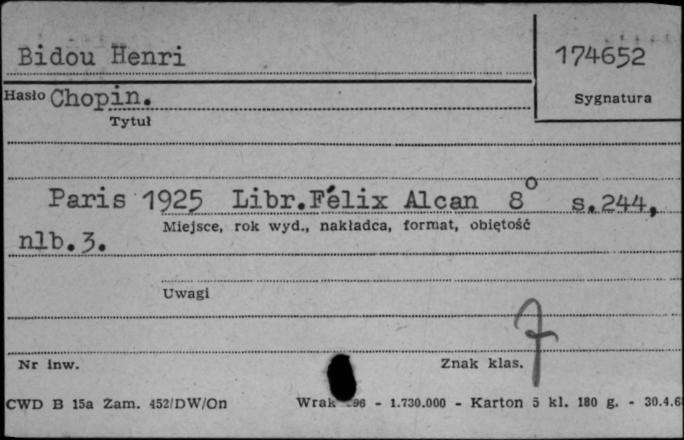 Bidou Henri
174652
Hasło Chopin.
Sygnatura
Tytuł
Paris 1925 Libr. Félix Alcan 8° s. 244,
Miejsce, rok wyd., nakładca, format, objętość
nlb. 3.
Uwagi
7
Nr inw.
Znak klas.
CWD B 15a Zam. 452/DW/On Wrak 96 - 1.730.000 - Karton 5 kl. 180 g. - 30.4.6